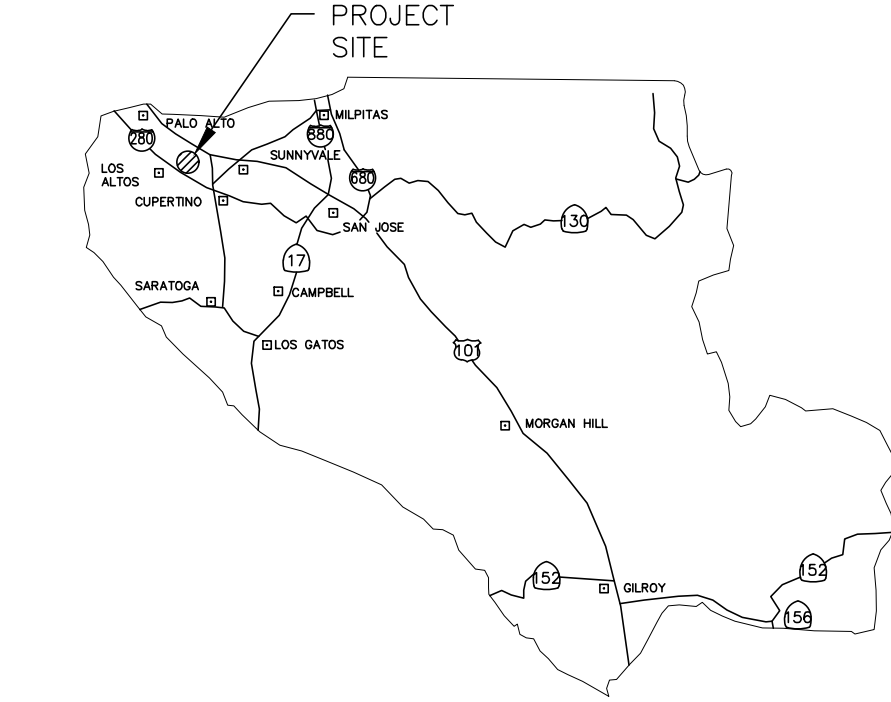 PROJECT
SITE
MILPITAS
PALO ALTO
280
880
SUNNYVALE
LOS
ALTOS
680
CUPERTINO
130
SAN JOSE
17
SARATOGA
CAMPBELL
LOS GATOS
101
MORGAN HILL
152
152
GILROY
156